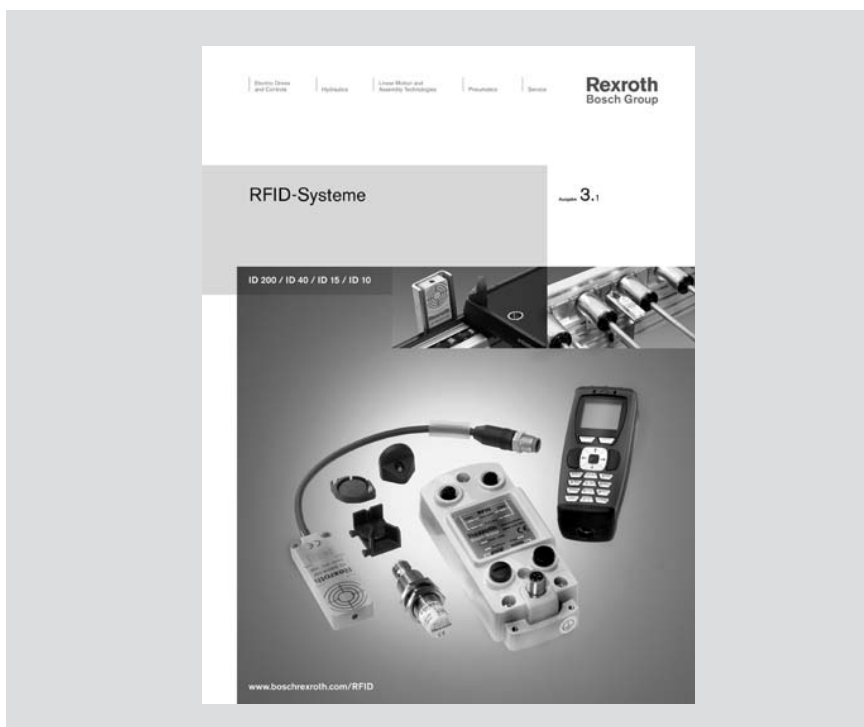 Electric Drives
and Controls
Hydraulics
Linear Motion and
Assembly Technologies
Pneumatics
Service
Rexroth
Bosch Group
RFID-Systeme
Ausgabe 3.1
ID 200 / ID 40 / ID 15 / ID 10
Rexroth
www.boschrexroth.com/RFID